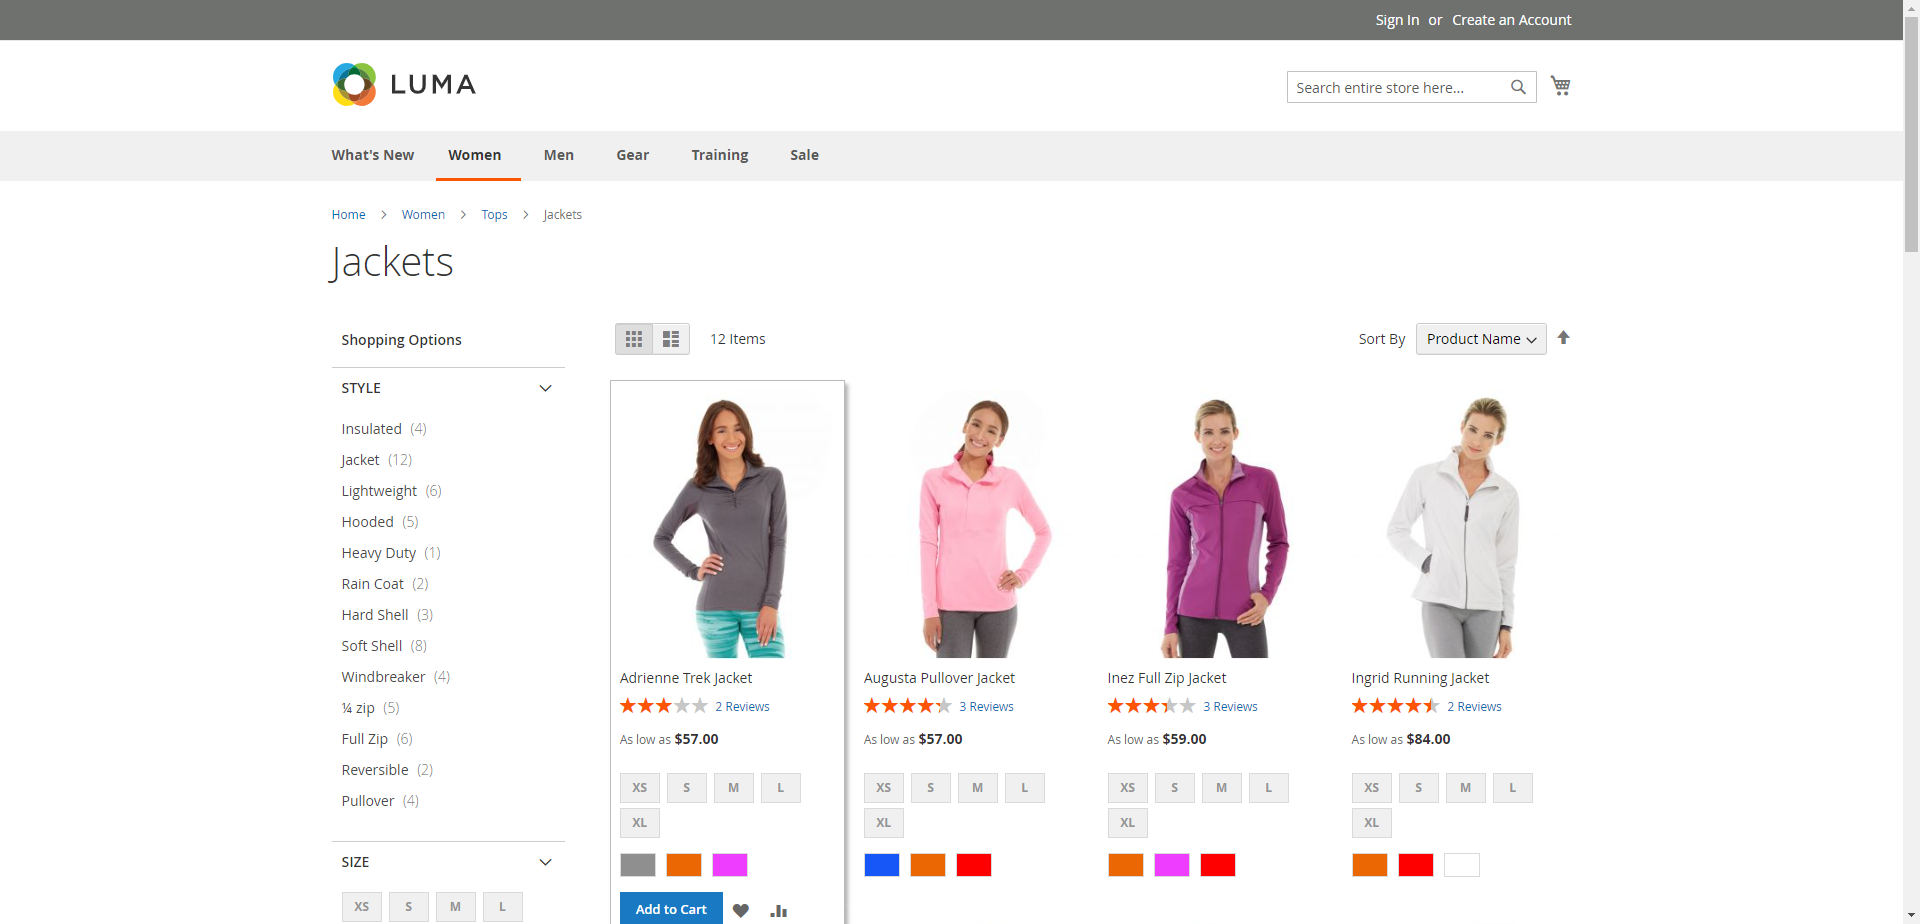 Sign In or Create an Account
LUMA
Search entire store here...
What's New Women Men Gear Training Sale
Home > Women > Tops > Jackets
Jackets
Shopping Options
12 Items
Sort By Product Name
STYLE
Insulated (4)
Jacket (12)
Lightweight (6)
Hooded (5)
Heavy Duty (1)
Rain Coat (2)
Hard Shell (3)
Soft Shell (8)
Windbreaker (4)
¼ zip (5)
Full Zip (6)
Reversible (2)
Pullover (4)
SIZE
XS S M L
Adrienne Trek Jacket
2 Reviews
As low as $57.00
XS S M L
XL
Add to Cart
Augusta Pullover Jacket
3 Reviews
As low as $57.00
XS S M L
XL
Inez Full Zip Jacket
3 Reviews
As low as $59.00
XS S M L
XL
Ingrid Running Jacket
2 Reviews
As low as $84.00
XS S M L
XL